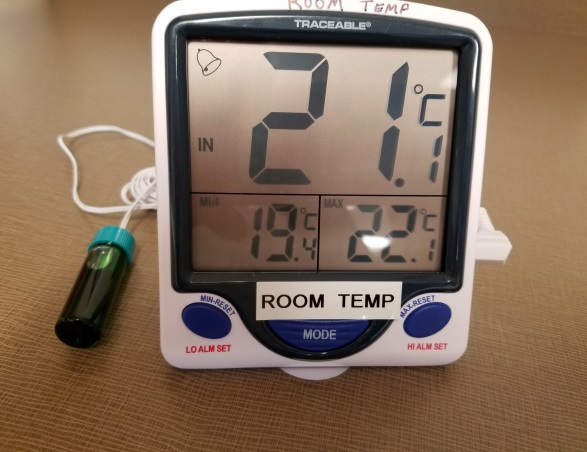 ROOM TEMP
TRACEABLE®
21.1 °C
IN
MIN 19.4 °C
MAX 22.1 °C
MIN-RESET
ROOM TEMP
MAX-RESET
MODE
LO ALM SET
HI ALM SET